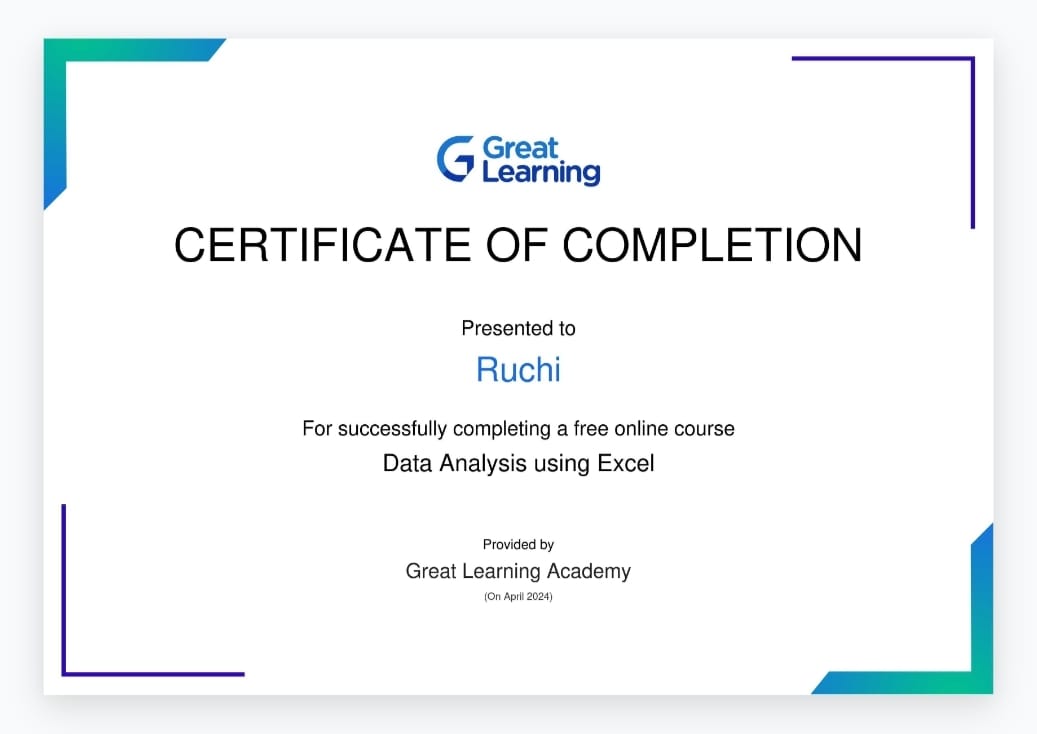 Great
Learning
CERTIFICATE OF COMPLETION
Presented to
Ruchi
For successfully completing a free online course
Data Analysis using Excel
Provided by
Great Learning Academy
(On April 2024)